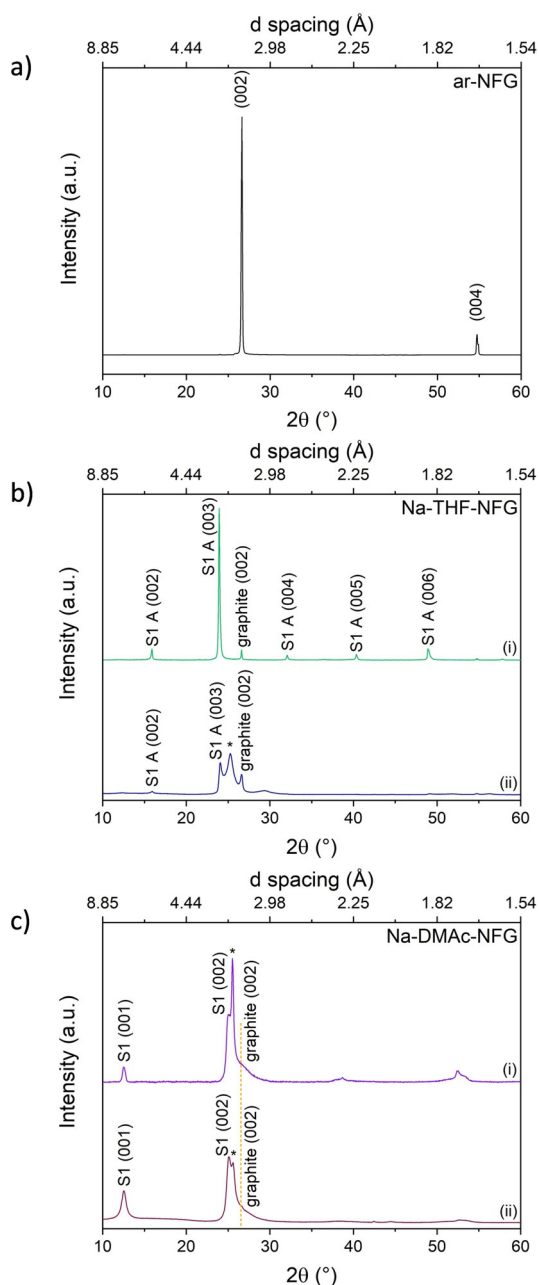 a)
d spacing (Å)
8.85 4.44 2.98 2.25 1.82 1.54
ar-NFG
(002)
(004)
Intensity (a.u.)
10 20 30 40 50 60
2θ (°)
b)
d spacing (Å)
8.85 4.44 2.98 2.25 1.82 1.54
Na-THF-NFG
S1 A (002)
S1 A (003)
graphite (002)
S1 A (004)
S1 A (005)
S1 A (006)
(i)
S1 A (002)
S1 A (003)
*
graphite (002)
(ii)
Intensity (a.u.)
10 20 30 40 50 60
2θ (°)
c)
d spacing (Å)
8.85 4.44 2.98 2.25 1.82 1.54
Na-DMAc-NFG
S1 (001)
S1 (002)
*
graphite (002)
(i)
S1 (001)
S1 (002)
*
graphite (002)
(ii)
Intensity (a.u.)
10 20 30 40 50 60
2θ (°)